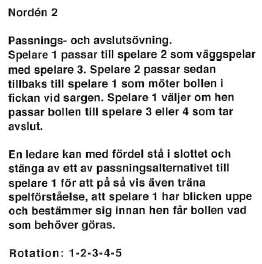 Nordén 2
Passnings- och avslutsövning.
Spelare 1 passar till spelare 2 som väggspelar
med spelare 3. Spelare 2 passar sedan
tillbaks till spelare 1 som möter bollen i
fickan vid sargen. Spelare 1 väljer om hen
passar bollen till spelare 3 eller 4 som tar
avslut.
En ledare kan med fördel stå i slottet och
stänga av ett av passningsalternativet till
spelare 1 för att på så vis även träna
spelförståelse, att spelare 1 har blicken uppe
och bestämmer sig innan hen får bollen vad
som behöver göras.
Rotation: 1-2-3-4-5